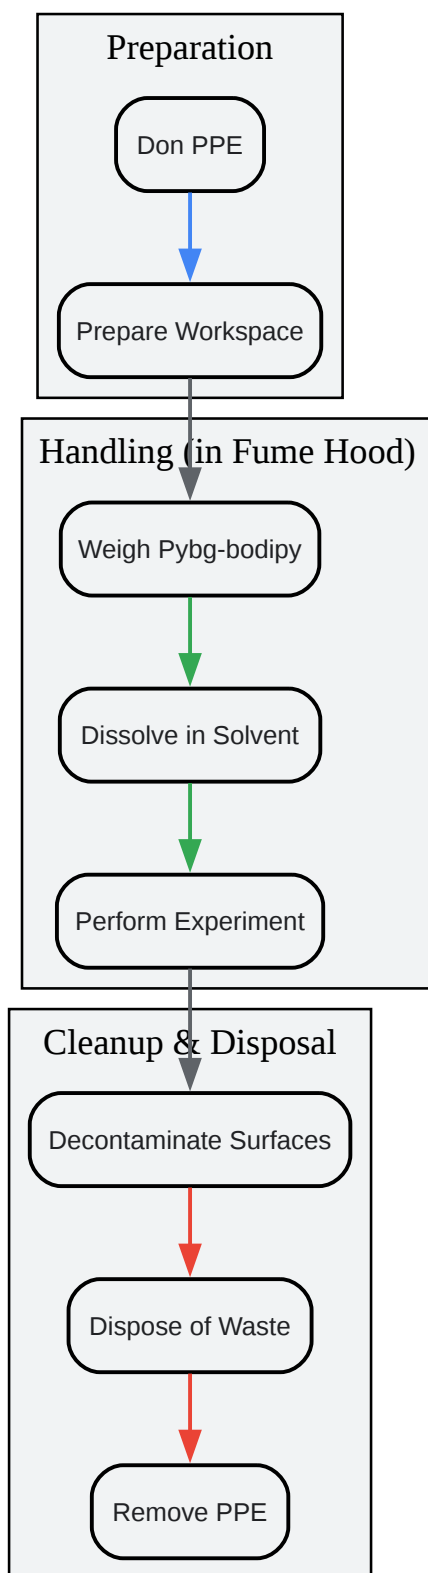 Preparation
Don PPE
Prepare Workspace
Handling (in Fume Hood)
Weigh Pybg-bodipy
Dissolve in Solvent
Perform Experiment
Cleanup & Disposal
Decontaminate Surfaces
Dispose of Waste
Remove PPE